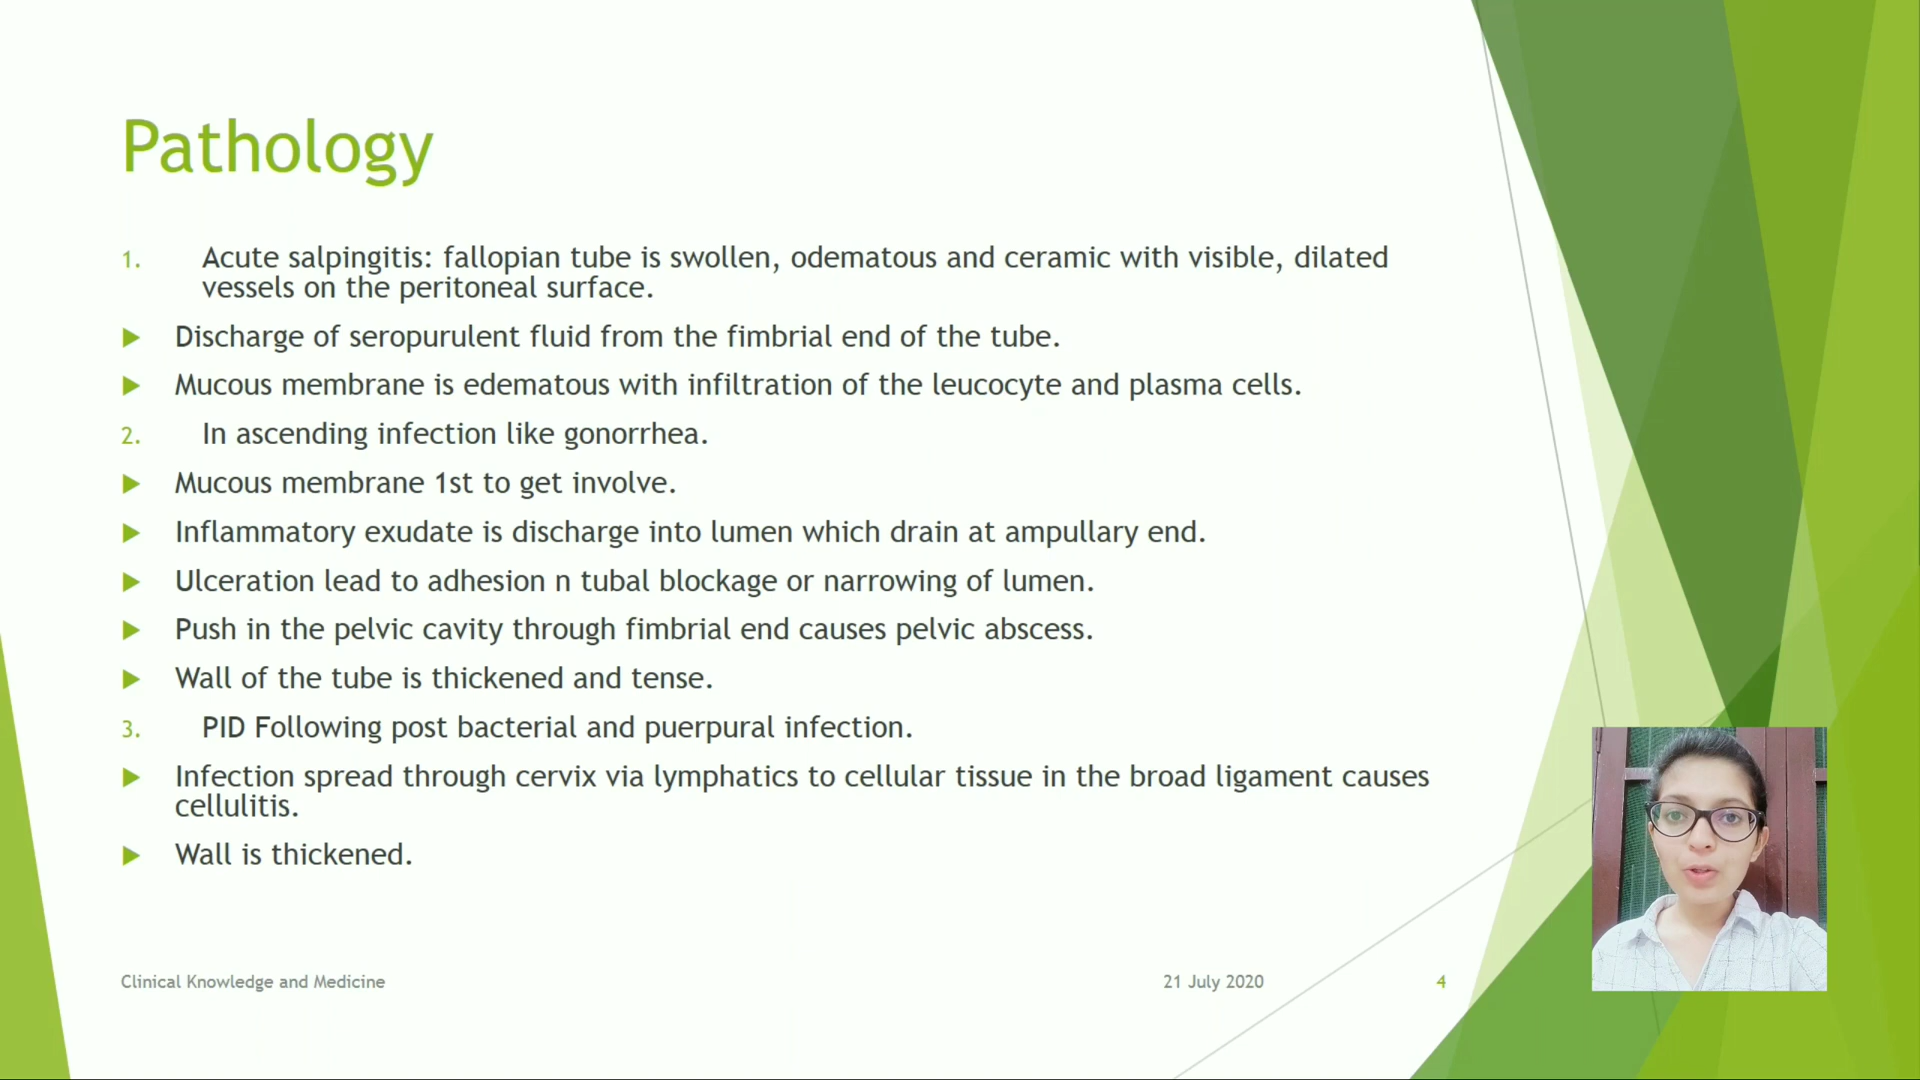 Pathology
1. Acute salpingitis: fallopian tube is swollen, odematous and ceramic with visible, dilated
vessels on the peritoneal surface.
Discharge of seropurulent fluid from the fimbrial end of the tube.
Mucous membrane is edematous with infiltration of the leucocyte and plasma cells.
2. In ascending infection like gonorrhea.
Mucous membrane 1st to get involve.
Inflammatory exudate is discharge into lumen which drain at ampullary end.
Ulceration lead to adhesion n tubal blockage or narrowing of lumen.
Push in the pelvic cavity through fimbrial end causes pelvic abscess.
Wall of the tube is thickened and tense.
3. PID Following post bacterial and puerpural infection.
Infection spread through cervix via lymphatics to cellular tissue in the broad ligament causes
cellulitis.
Wall is thickened.
Clinical Knowledge and Medicine
21 July 2020
4